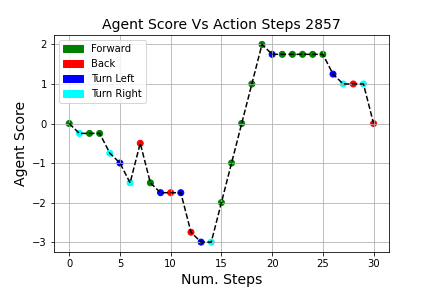 Agent Score Vs Action Steps 2857
Agent Score
2
1
0
−1
−2
−3
Forward
Back
Turn Left
Turn Right
0 5 10 15 20 25 30
Num. Steps